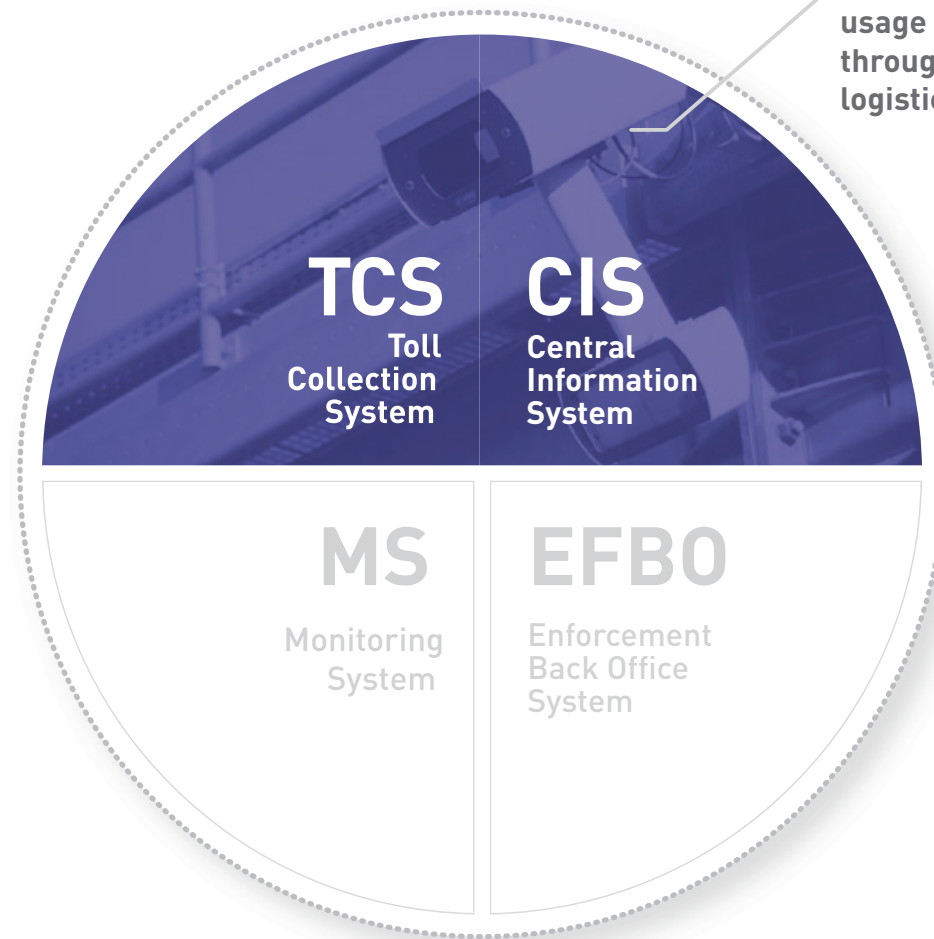 usage
TCS
Toll
Collection
System
CIS
Central
Information
System
MS
Monitoring
System
EFBO
Enforcement
Back Office
System